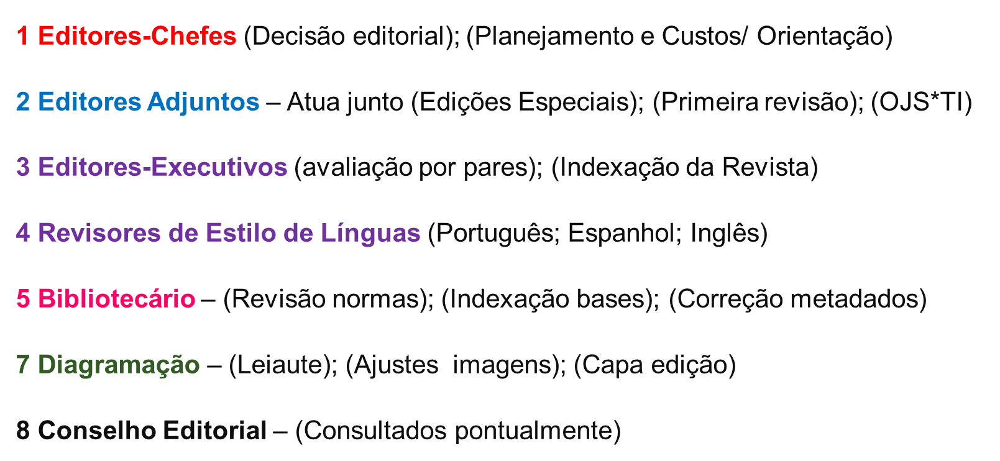 1 Editores-Chefes (Decisão editorial); (Planejamento e Custos/ Orientação)
2 Editores Adjuntos – Atua junto (Edições Especiais); (Primeira revisão); (OJS*TI)
3 Editores-Executivos (avaliação por pares); (Indexação da Revista)
4 Revisores de Estilo de Línguas (Português; Espanhol; Inglês)
5 Bibliotecário – (Revisão normas); (Indexação bases); (Correção metadados)
7 Diagramação – (Leiaute); (Ajustes  imagens); (Capa edição)
8 Conselho Editorial – (Consultados pontualmente)